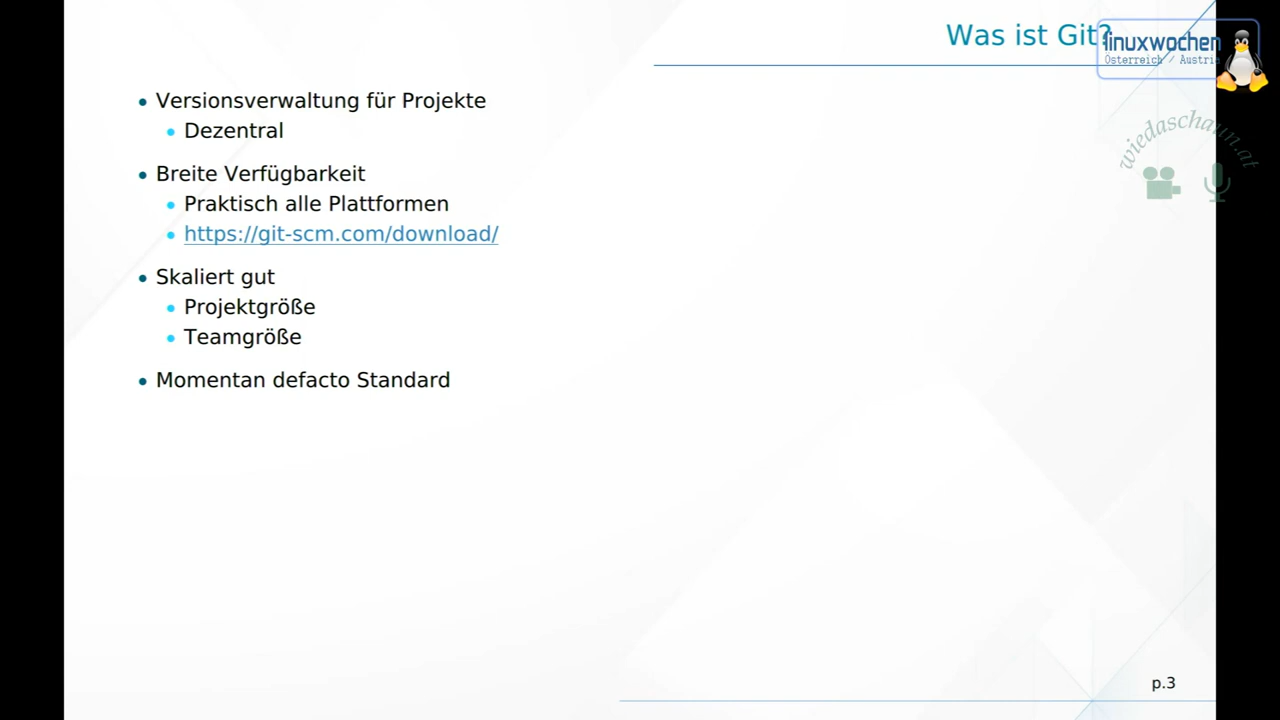 Was ist Git?
linuxwochen
Österreich / Austria
wiedaschaun.at
Versionsverwaltung für Projekte
Dezentral
Breite Verfügbarkeit
Praktisch alle Plattformen
https://git-scm.com/download/
Skaliert gut
Projektgröße
Teamgröße
Momentan defacto Standard
p.3